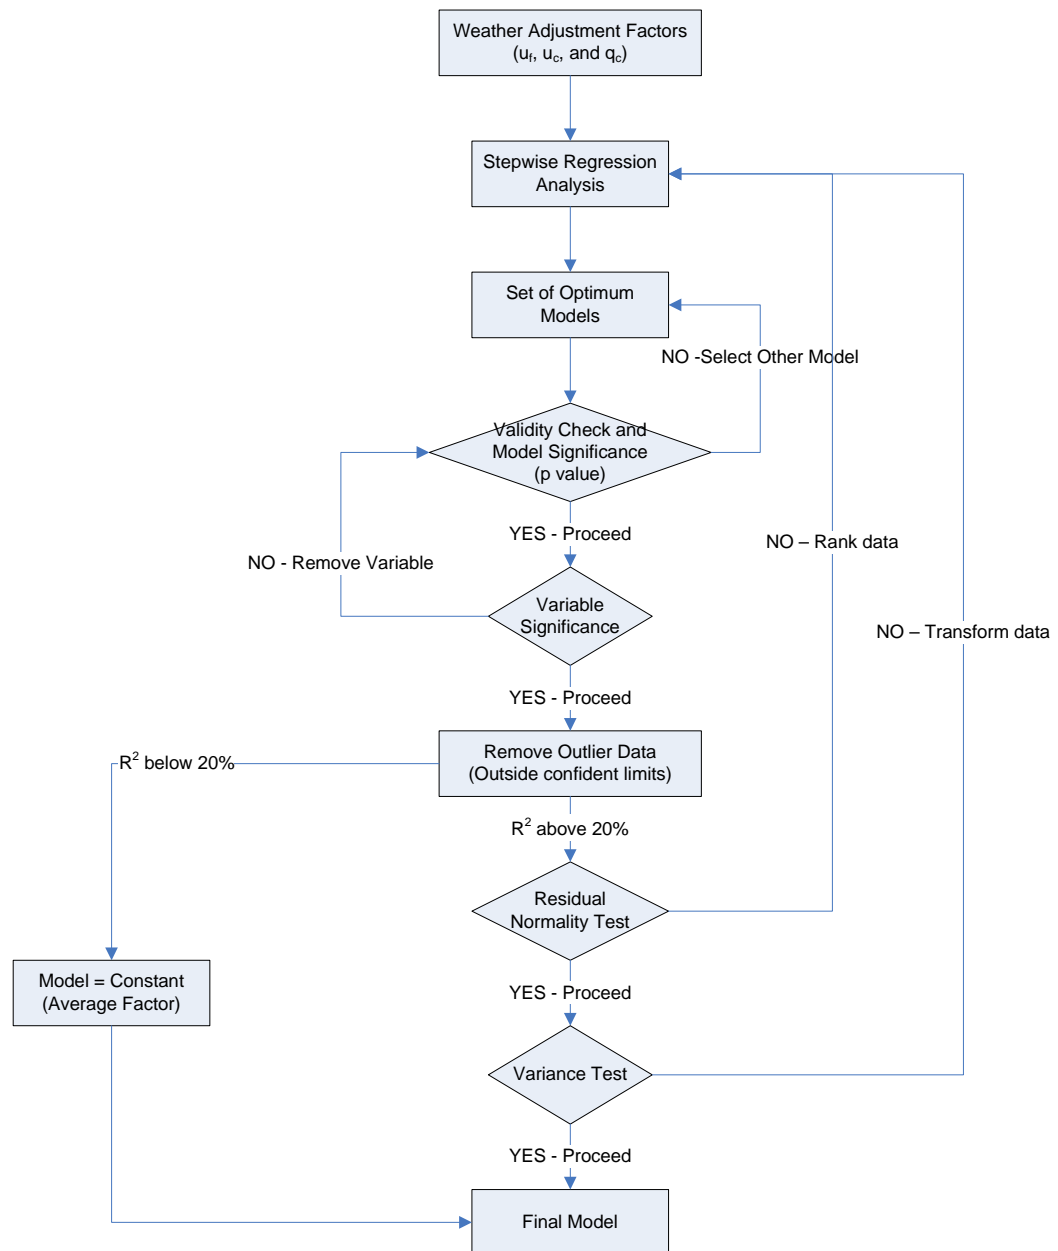 Weather Adjustment Factors
(uf, uc, and qc)
Stepwise Regression
Analysis
Set of Optimum
Models
NO -Select Other Model
Validity Check and
Model Significance
(p value)
YES - Proceed
NO – Rank data
NO - Remove Variable
Variable
Significance
NO – Transform data
YES - Proceed
Remove Outlier Data
(Outside confident limits)
R² below 20%
R² above 20%
Residual
Normality Test
Model = Constant
(Average Factor)
YES - Proceed
Variance Test
YES - Proceed
Final Model